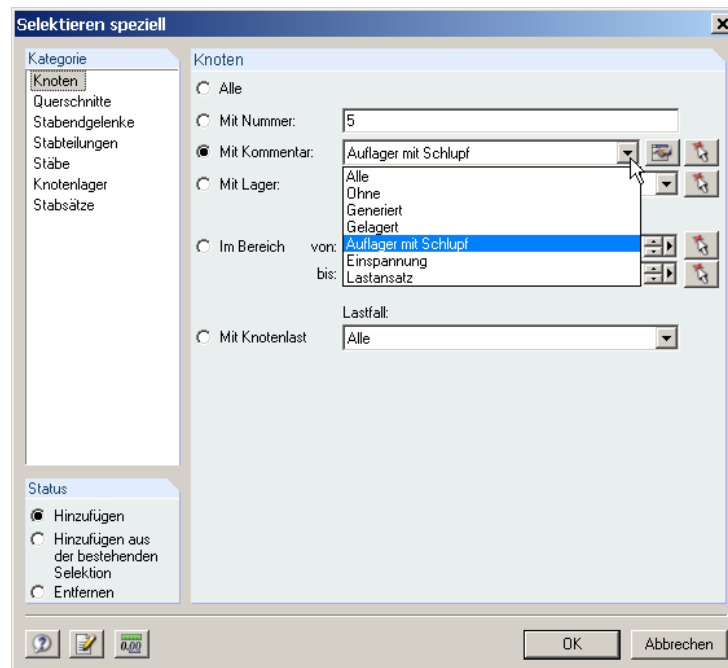 Selektieren speziell
Kategorie
Knoten
Querschnitte
Stabendgelenke
Stabteilungen
Stäbe
Knotenlager
Stabsätze
Knoten
Alle
Mit Nummer:
5
Mit Kommentar:
Auflager mit Schlupf
Mit Lager:
Alle
Ohne
Generiert
Gelagert
Auflager mit Schlupf
Einspannung
Lastansatz
Im Bereich von:
bis:
Lastfall:
Mit Knotenlast
Alle
Status
Hinzufügen
Hinzufügen aus
der bestehenden
Selektion
Entfernen
0.00
OK
Abbrechen